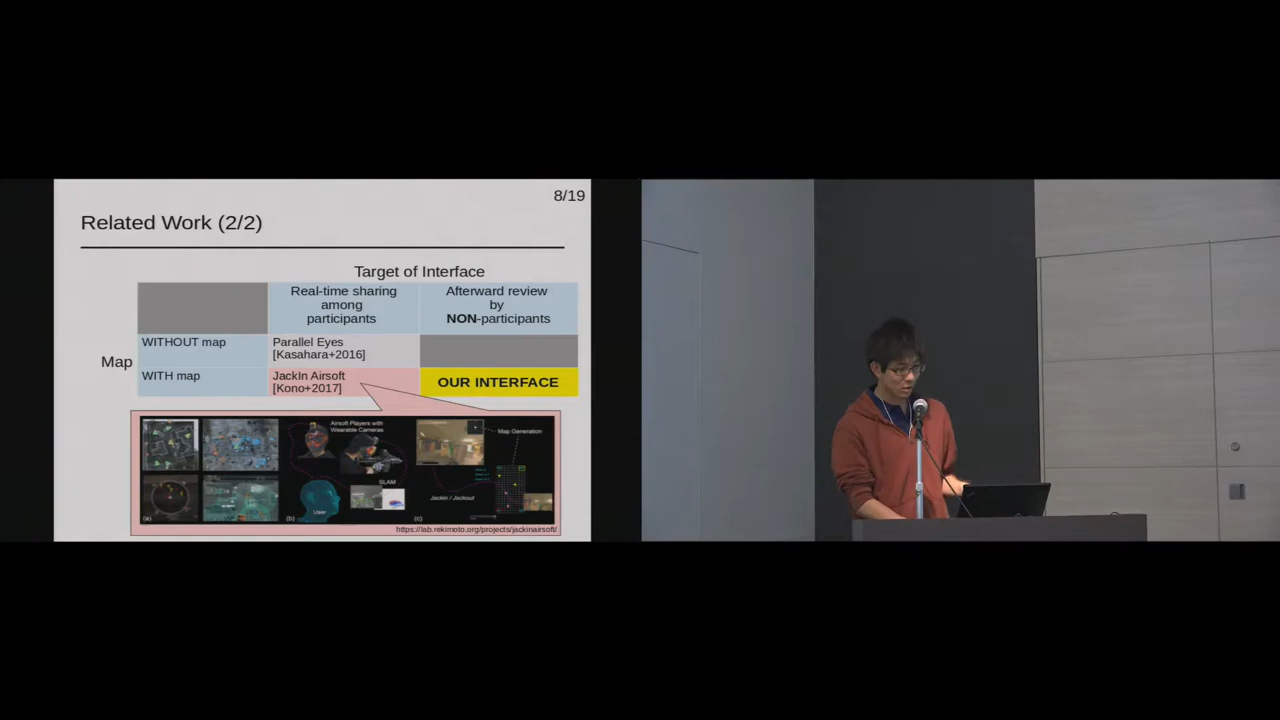 8/19
Related Work (2/2)
Target of Interface
Real-time sharing
among
participants
Afterward review
by
NON-participants
Map
WITHOUT map
Parallel Eyes
[Kasahara+2016]
WITH map
JackIn Airsoft
[Kono+2017]
OUR INTERFACE
Airsoft Players with
Wearable Cameras
SLAM
User
Map Generation
JackIn / Jackout
(a)
(b)
(c)
https://lab.rekimoto.org/projects/jackinairsoft/